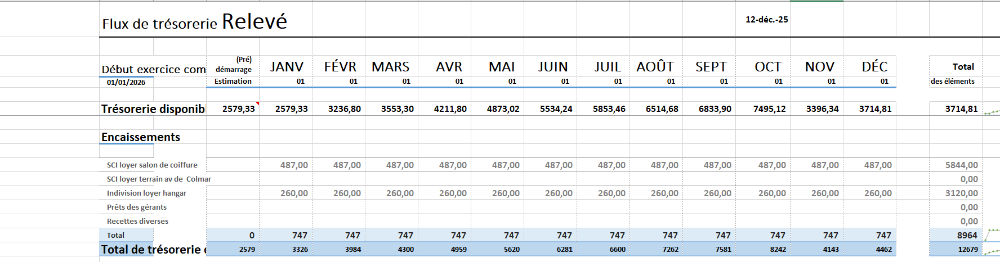 Flux de trésorerie Relevé 12-déc.-25
(Pré)
Début exercice com démarrage JANV FÉVR MARS AVR MAI JUIN JUIL AOÛT SEPT OCT NOV DÉC Total
01/01/2026 Estimation 01 01 01 01 01 01 01 01 01 01 01 01 des éléments
Trésorerie disponibl 2579,33 2579,33 3236,80 3553,30 4211,80 4873,02 5534,24 5853,46 6514,68 6833,90 7495,12 3396,34 3714,81 3714,81
Encaissements
SCI loyer salon de coiffure 487,00 487,00 487,00 487,00 487,00 487,00 487,00 487,00 487,00 487,00 487,00 487,00 5844,00
SCI loyer terrain av de Colmar 0,00
Indivision loyer hangar 260,00 260,00 260,00 260,00 260,00 260,00 260,00 260,00 260,00 260,00 260,00 260,00 3120,00
Prêts des gérants 0,00
Recettes diverses 0,00
Total 0 747 747 747 747 747 747 747 747 747 747 747 747 8964
Total de trésorerie 2579 3326 3984 4300 4959 5620 6281 6600 7262 7581 8242 4143 4462 12679